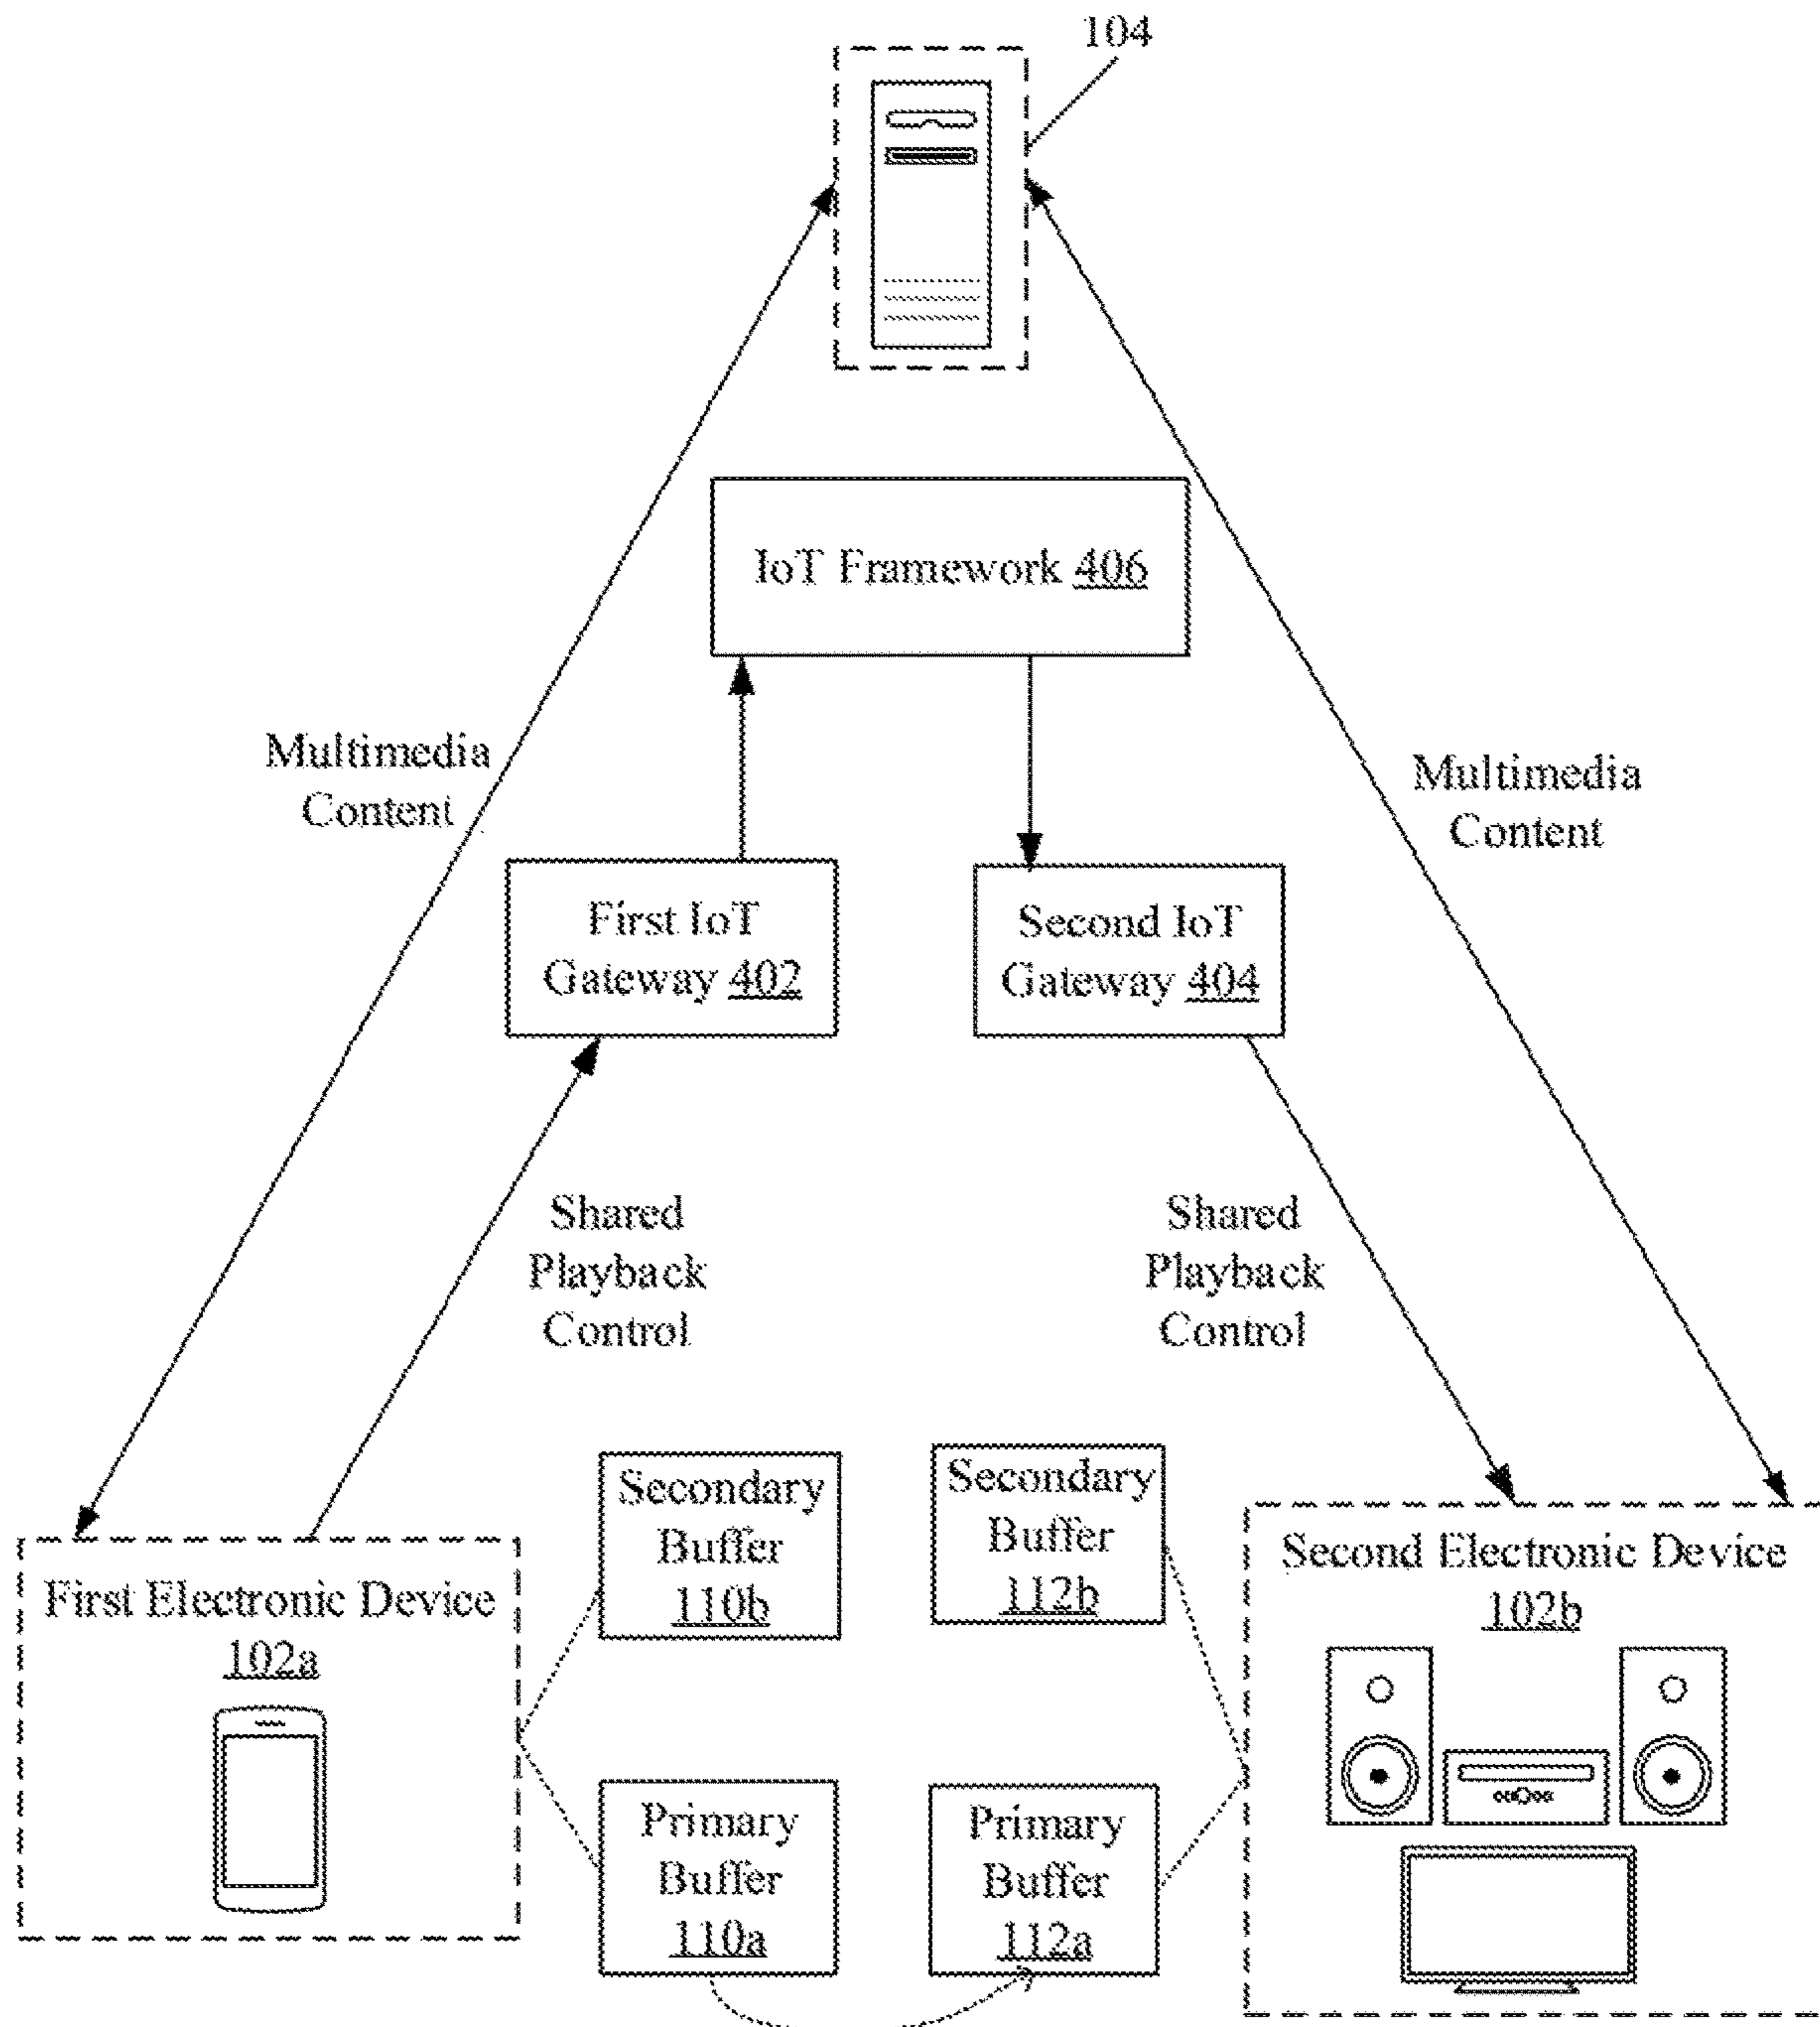 104
IoT Framework 406
Multimedia
Content
Multimedia
Content
First IoT
Gateway 402
Second IoT
Gateway 404
Shared
Playback
Control
Shared
Playback
Control
First Electronic Device
102a
Secondary
Buffer
110b
Secondary
Buffer
112b
Second Electronic Device
102b
Primary
Buffer
110a
Primary
Buffer
112a